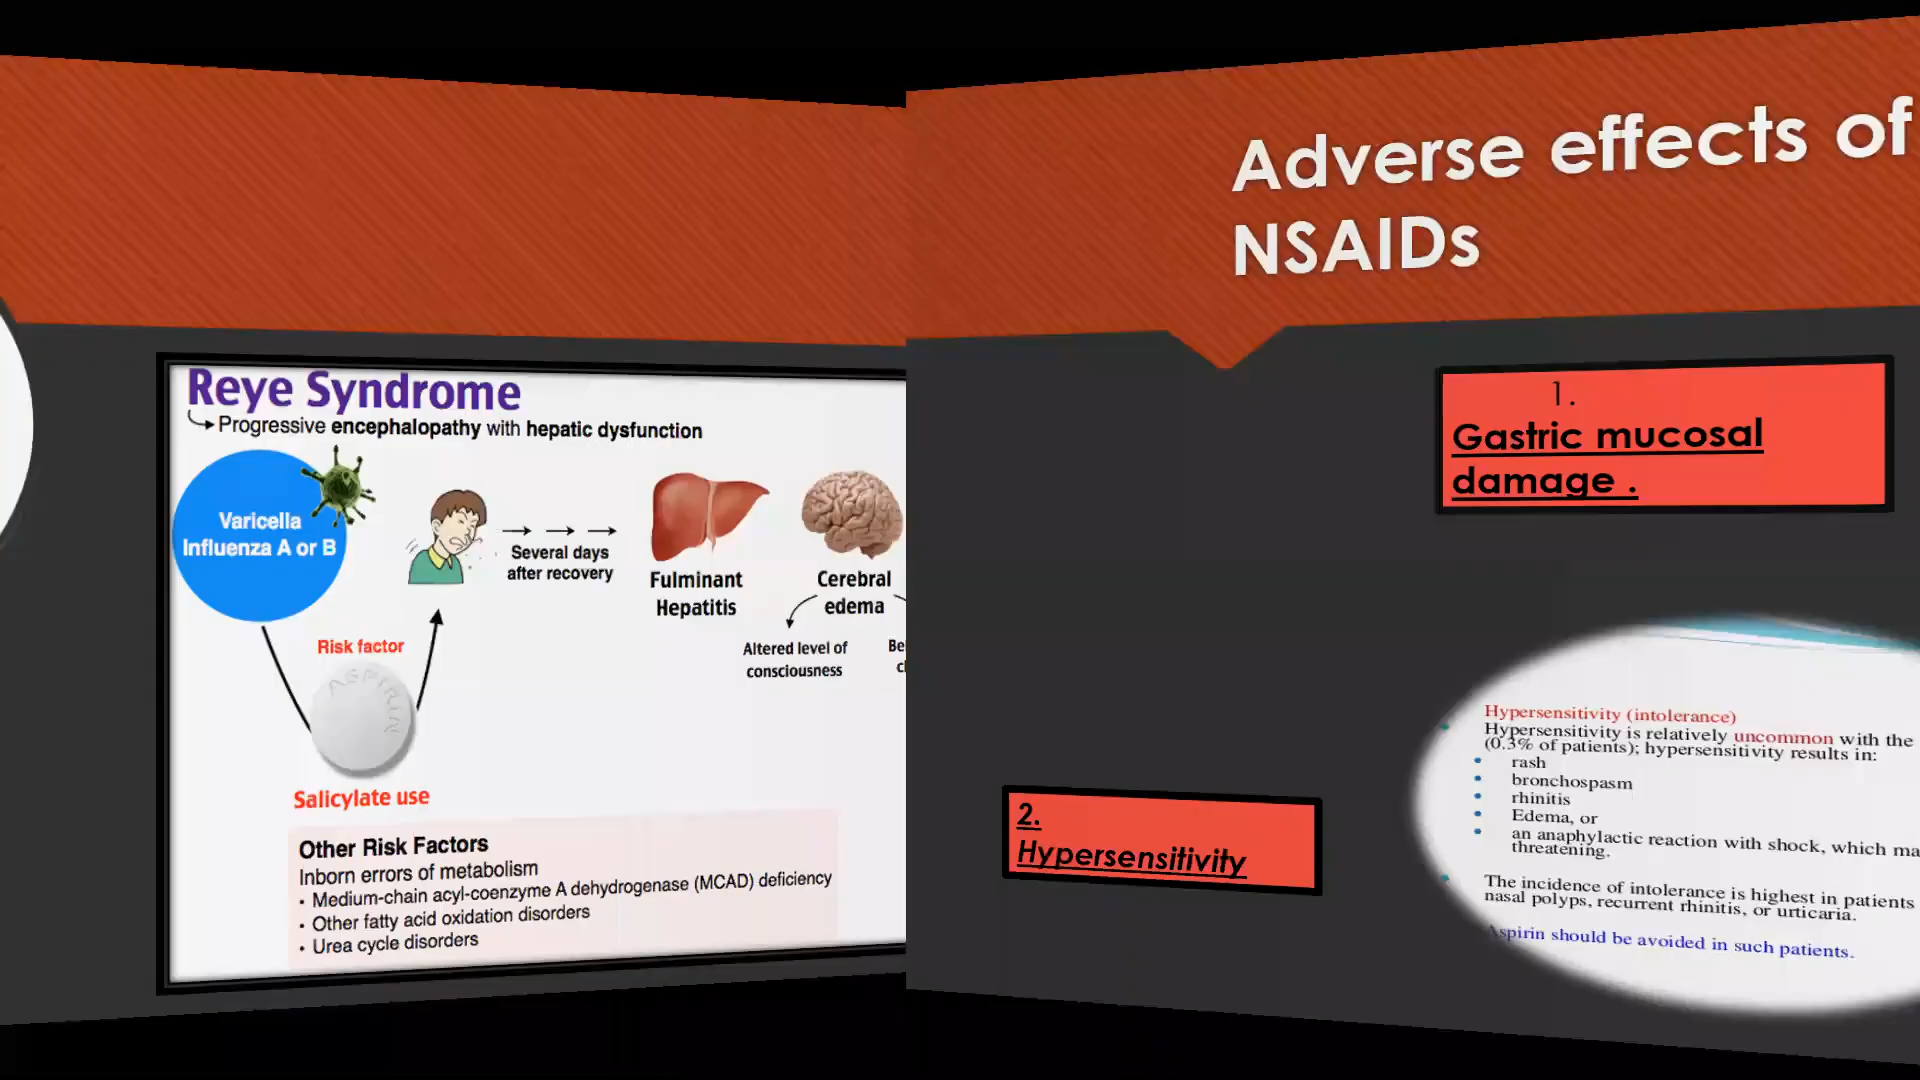 Reye Syndrome
Progressive encephalopathy with hepatic dysfunction
Varicella
Influenza A or B
Several days
after recovery
Fulminant
Hepatitis
Cerebral
edema
Altered level of
consciousness
Risk factor
ASPIRIN
Salicylate use
Other Risk Factors
Inborn errors of metabolism
• Medium-chain acyl-coenzyme A dehydrogenase (MCAD) deficiency
• Other fatty acid oxidation disorders
• Urea cycle disorders
Adverse effects of
NSAIDs
1.
Gastric mucosal
damage .
2.
Hypersensitivity
Hypersensitivity (intolerance)
• Hypersensitivity is relatively uncommon with the
(0.3% of patients); hypersensitivity results in:
• rash
• bronchospasm
• rhinitis
• Edema, or
• an anaphylactic reaction with shock, which
threatening.
• The incidence of intolerance is highest in patients
nasal polyps, recurrent rhinitis, or urticaria.
Aspirin should be avoided in such patients.